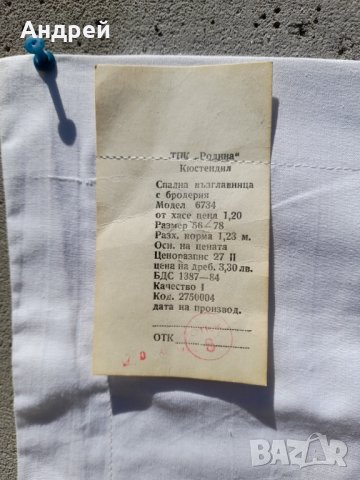 Андрей
ТПК „Родина“
Кюстендил
Спална възглавница
с бродерия
Модел 6734
от хасе цена 1,20
Размер 56—78
Разх. норма 1,23 м.
Осн. на цената
Ценоразпис 27 II
цена на дреб. 3,30 лв.
БДС 1387—84
Качество I
Код. 2750004
дата на производ.
ОТК
BAZAR